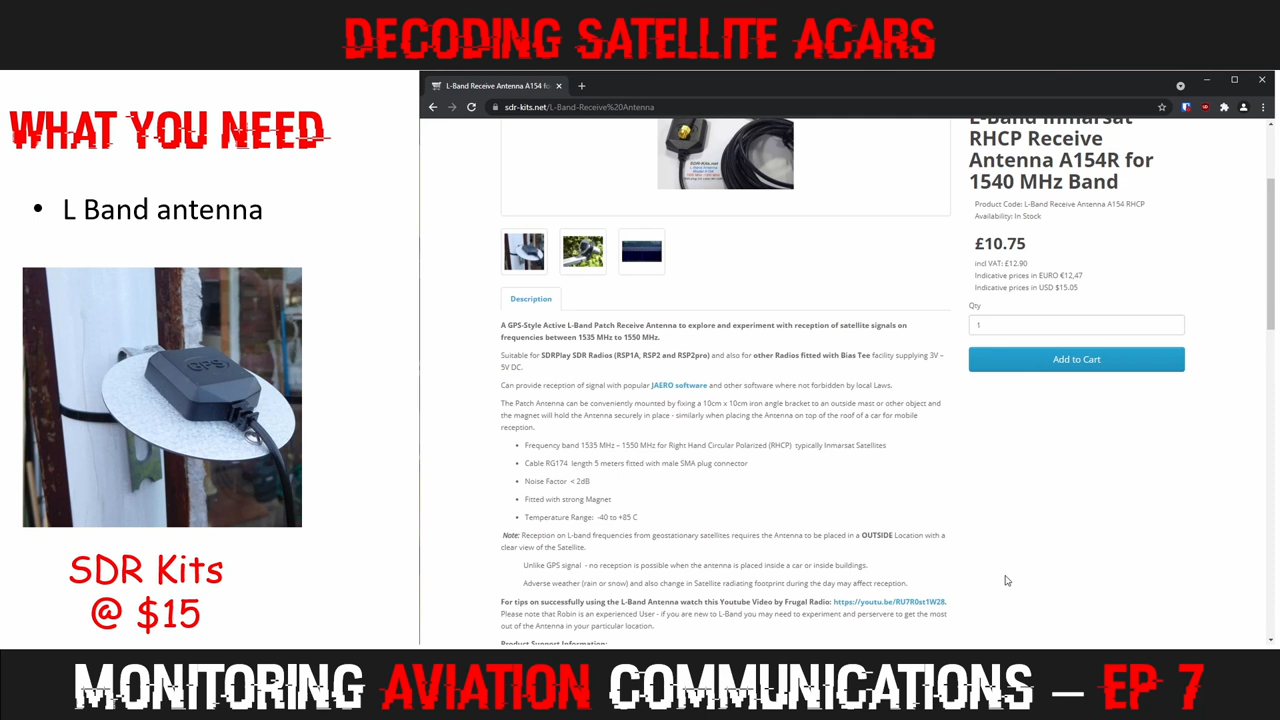 DECODING SATELLITE ACARS
WHAT YOU NEED
• L Band antenna
GPS
SDR Kits
@ $15
L-Band Receive Antenna A154 fo
sdr-kits.net/L-Band-Receive%20Antenna
L-Band Inmarsat
RHCP Receive
Antenna A154R for
1540 MHz Band
Product Code: L-Band Receive Antenna A154 RHCP
Availability: In Stock
£10.75
incl VAT: £12.90
Indicative prices in EURO €12,47
Indicative prices in USD $15.05
Qty
1
Add to Cart
Description
A GPS-Style Active L-Band Patch Receive Antenna to explore and experiment with reception of satellite signals on
frequencies between 1535 MHz to 1550 MHz.
Suitable for SDRPlay SDR Radios (RSP1A, RSP2 and RSP2pro) and also for other Radios fitted with Bias Tee facility supplying 3V –
5V DC.
Can provide reception of signal with popular JAERO software and other software where not forbidden by local Laws.
The Patch Antenna can be conveniently mounted by fixing a 10cm x 10cm iron angle bracket to an outside mast or other object and
the magnet will hold the Antenna securely in place - similarly when placing the Antenna on top of the roof of a car for mobile
reception.
• Frequency band 1535 MHz – 1550 MHz for Right Hand Circular Polarized (RHCP) typically Inmarsat Satellites
• Cable RG174 length 5 meters fitted with male SMA plug connector
• Noise Factor < 2dB
• Fitted with strong Magnet
• Temperature Range: -40 to +85 C
Note: Reception on L-band frequencies from geostationary satellites requires the Antenna to be placed in a OUTSIDE Location with a
clear view of the Satellite.
Unlike GPS signal - no reception is possible when the antenna is placed inside a car or inside buildings.
Adverse weather (rain or snow) and also change in Satellite radiating footprint during the day may affect reception.
For tips on successfully using the L-Band Antenna watch this Youtube Video by Frugal Radio: https://youtu.be/RU7R0st1W28.
Please note that Robin is an experienced User - if you are new to L-Band you may need to experiment and perservere to get the most
out of the Antenna in your particular location.
Product Support Information:
MONITORING AVIATION COMMUNICATIONS – EP 7